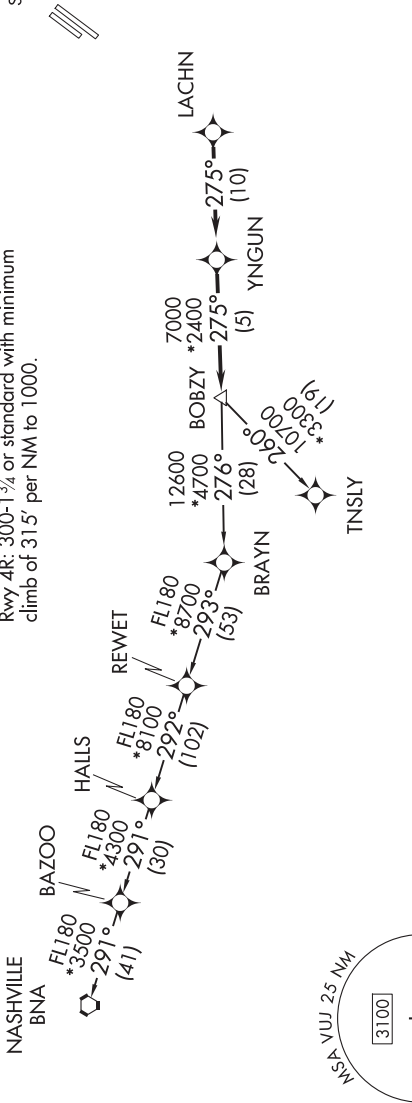 Rwy 4R: 300-1¾ or standard with minimum
climb of 315' per NM to 1000.
NASHVILLE
BNA
FL180
*3500
291°
(41)
BAZOO
FL180
*4300
291°
(30)
HALLS
FL180
*8100
292°
(102)
REWET
FL180
*8700
293°
(53)
BRAYN
12600
*4700
276°
(28)
BOBZY
7000
*2400
275°
(5)
YNGUN
275°
(10)
LACHN
260°
10700
*3300
(19)
TNSLY
MSA VUJ 25 NM
3100